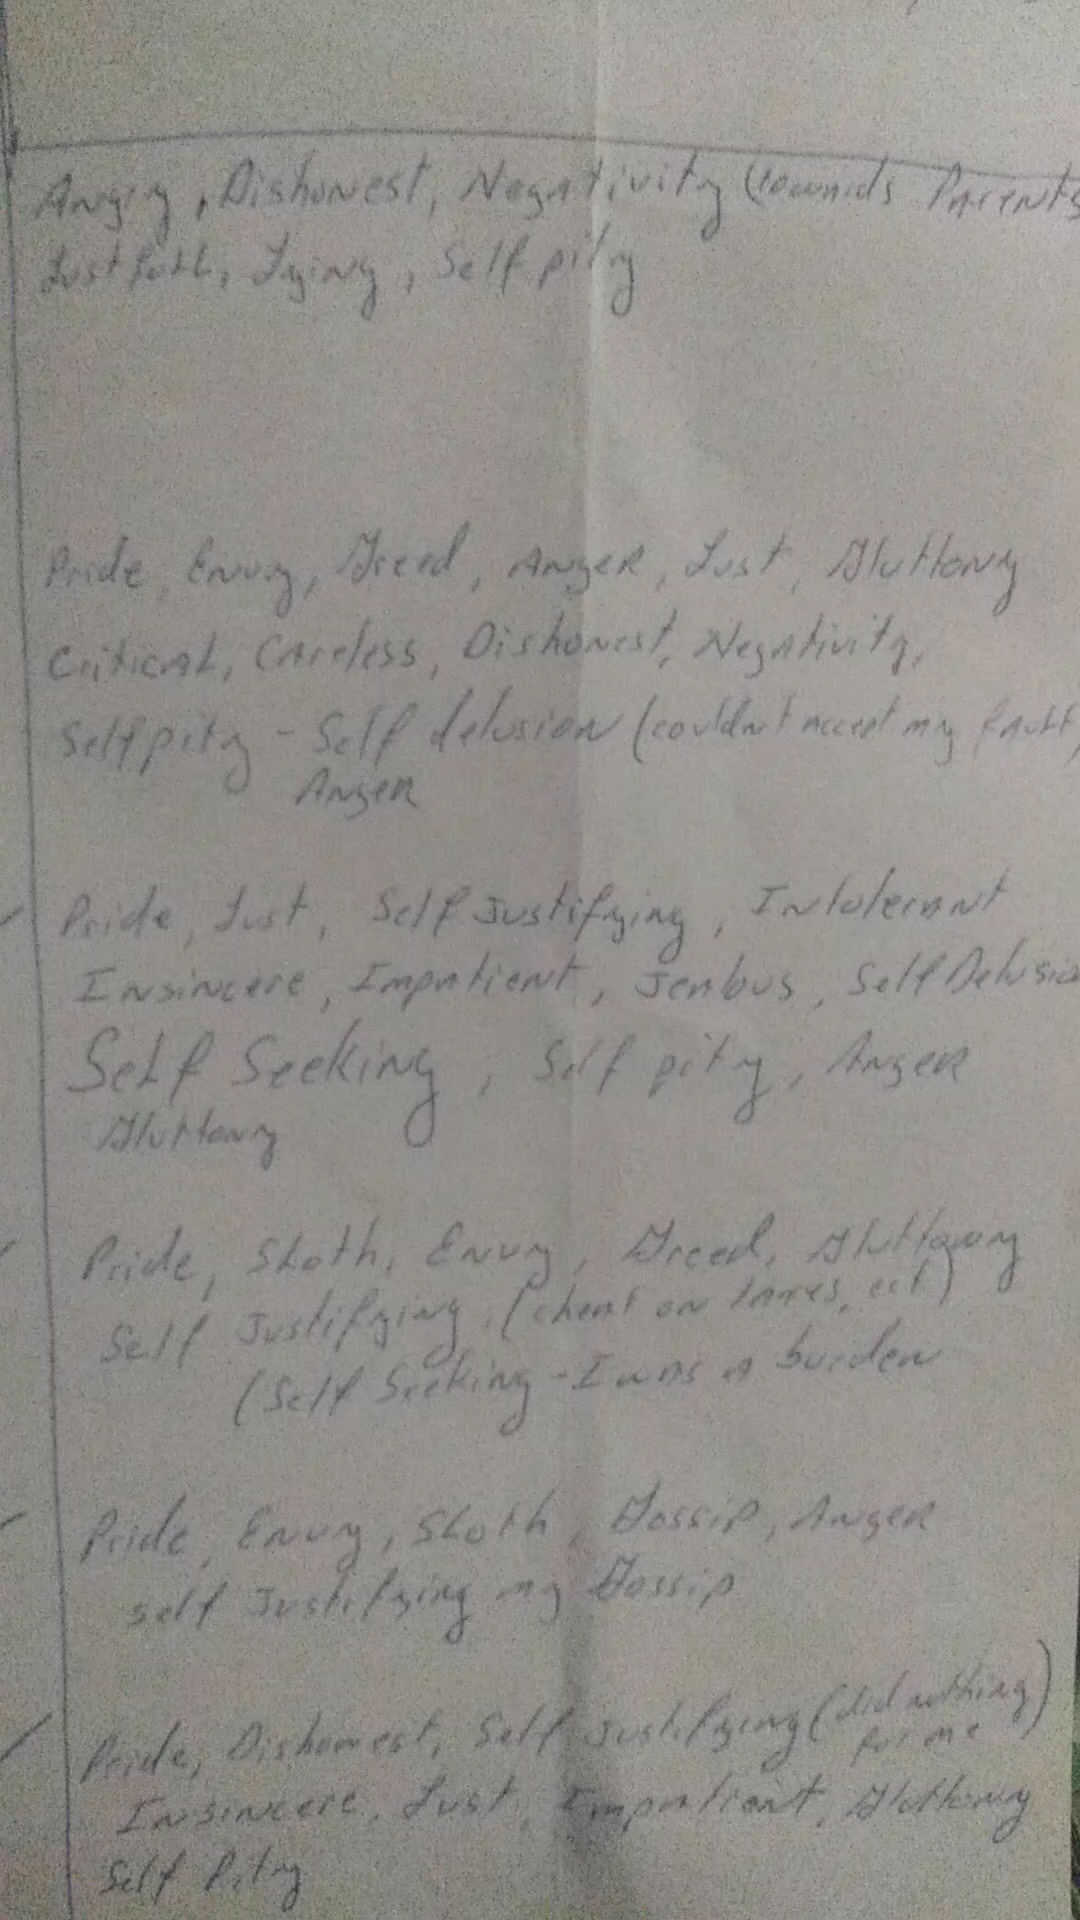 Angry, Dishonest, Negativity (towards Parents
Lustfull, Lying, Self pity
Pride, Envy, Greed, Anger, Lust, Gluttony
Critical, Careless, Dishonest, Negativity,
Self pity - Self delusion (couldn't accept my fault)
Anger
Pride, Lust, Self Justifying, Intolerant
Insincere, Impatient, Jealous, Self Delusio
Self Seeking, Self pity, Anger
Gluttony
Pride, Sloth, Envy, Greed, Gluttony
Self Justifying, (cheat on taxes, ect.)
(Self Seeking - I was a burden
Pride, Envy, Sloth, Gossip, Anger
self Justifying my Gossip
Pride, Dishonest, Self Justifying (did nothing)
for me
Insincere, Lust, Impatient, Gluttony
Self Pity